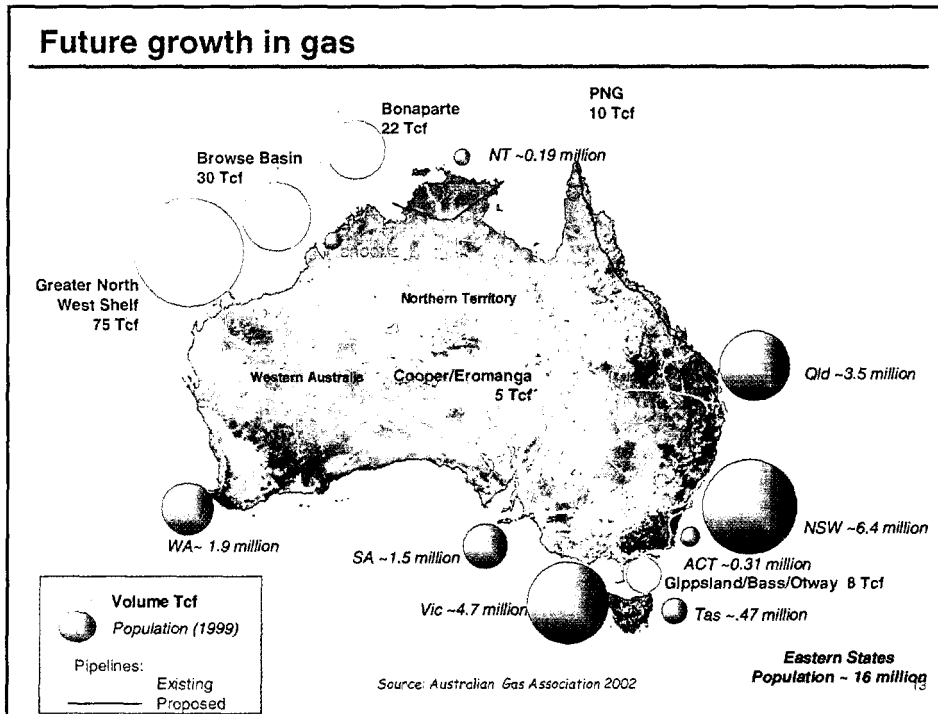 Future growth in gas
PNG
10 Tcf
Bonaparte
22 Tcf
NT ~0.19 million
Browse Basin
30 Tcf
Greater North
West Shelf
75 Tcf
Northern Territory
Western Australia
Cooper/Eromanga
5 Tcf
Qld ~3.5 million
NSW ~6.4 million
WA~ 1.9 million
SA ~1.5 million
ACT ~0.31 million
Gippsland/Bass/Otway 8 Tcf
Vic ~4.7 million
Tas ~.47 million
Volume Tcf
Population (1999)
Pipelines:
Existing
Proposed
Source: Australian Gas Association 2002
Eastern States
Population ~ 16 million
13